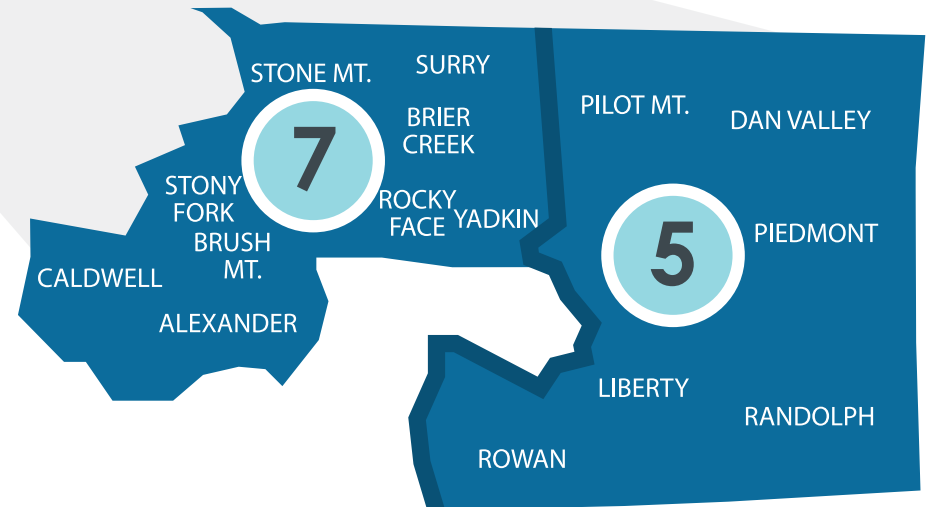 STONE MT.
SURRY
7
BRIER
CREEK
STONY
FORK
ROCKY
FACE
YADKIN
BRUSH
MT.
CALDWELL
ALEXANDER
PILOT MT.
DAN VALLEY
5
PIEDMONT
LIBERTY
RANDOLPH
ROWAN